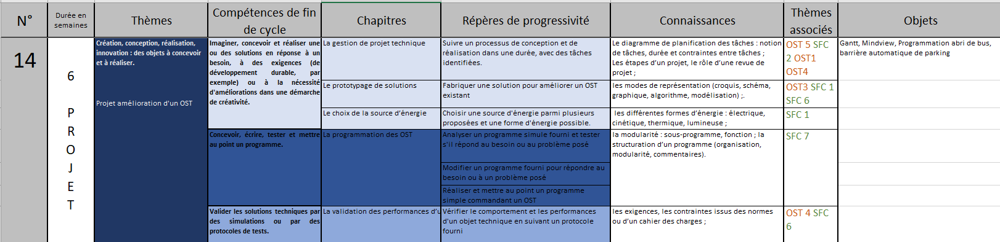 N°
Durée en
semaines
Thèmes
Compétences de fin
de cycle
Chapitres
Répères de progressivité
Connaissances
Thèmes
associés
Objets
14
6
P
R
O
J
E
T
Création, conception, réalisation,
innovation : des objets à concevoir
et à réaliser.
Projet amélioration d'un OST
Imaginer, concevoir et réaliser une
ou des solutions en réponse à un
besoin, à des exigences (de
développement durable, par
exemple) ou à la nécessité
d'améliorations dans une démarche
de créativité.
La gestion de projet technique
Suivre un processus de conception et de
réalisation dans une durée, avec des tâches
identifiées.
Le diagramme de planification des tâches : notion
de tâches, durée et contraintes entre tâches ;
Les étapes d’un projet, le rôle d’une revue de
projet ;
OST 5 SFC
2 OST1
OST4
Gantt, Mindview, Programmation abri de bus,
barrière automatique de parking
Le prototypage de solutions
Fabriquer une solution pour améliorer un OST
existant
les modes de représentation (croquis, schéma,
graphique, algorithme, modélisation) ;.
OST3 SFC 1
SFC 6
Le choix de la source d’énergie
Choisir une source d'énergie parmi plusieurs
proposées et une forme d'énergie possible.
les différentes formes d’énergie : électrique,
cinétique, thermique, lumineuse ;
SFC 1
Concevoir, écrire, tester et mettre
au point un programme.
La programmation des OST
Analyser un programme simule fourni et tester
s'il répond au besoin ou au problème posé
la modularité : sous-programme, fonction ; la
structuration d’un programme (organisation,
modularité, commentaires).
SFC 7
Modifier un programme fourni pour répondre au
besoin ou à un problème posé
Réaliser et mettre au point un programme
simple commandant un OST
Valider les solutions techniques par
des simulations ou par des
protocoles de tests.
La validation des performances d’u
Vérifier le comportement et les performances
d'un objet technique en suivant un protocole
fourni
les exigences, les contraintes issus des normes
ou d’un cahier des charges ;
OST 4 SFC
6